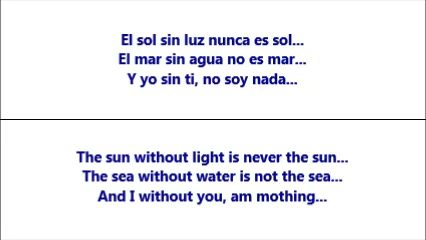 El sol sin luz nunca es sol...
El mar sin agua no es mar...
Y yo sin ti, no soy nada...
The sun without light is never the sun...
The sea without water is not the sea...
And I without you, am mothing...